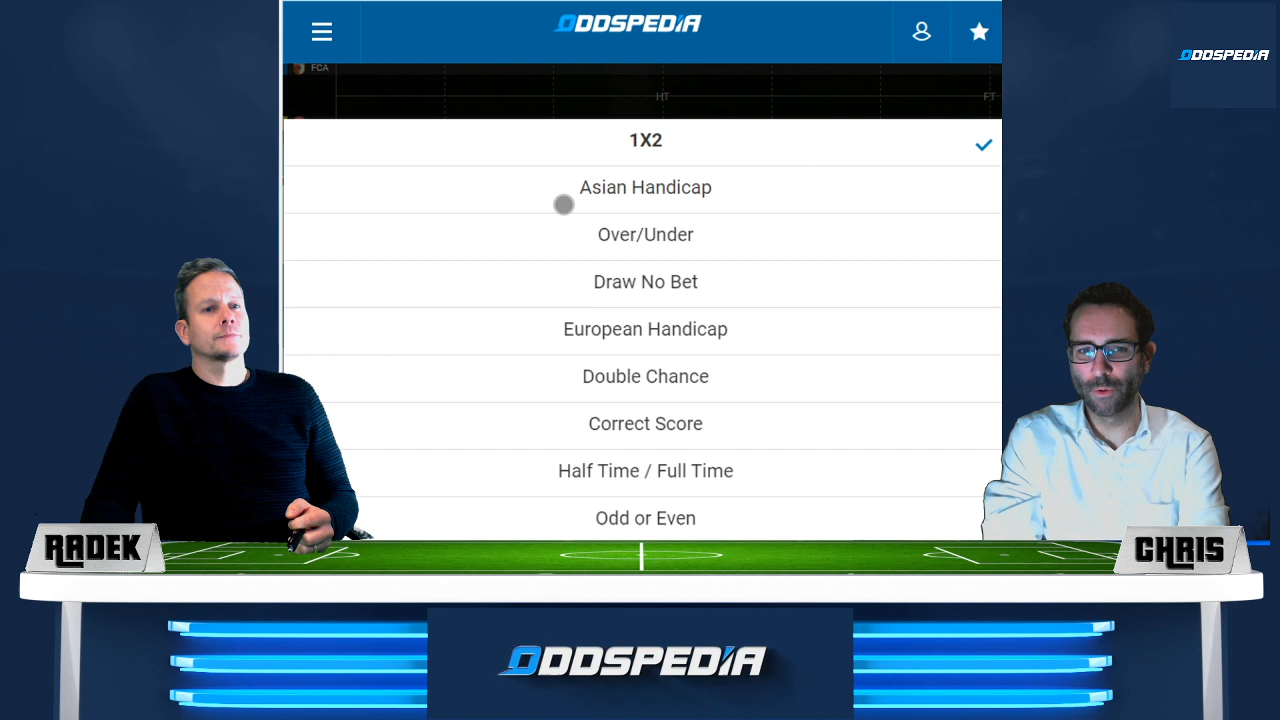 ODDSPEDIA
ODDSPEDIA
FCA
HT
FT
1X2
Asian Handicap
Over/Under
Draw No Bet
European Handicap
Double Chance
Correct Score
Half Time / Full Time
Odd or Even
RADEK
CHRIS
ODDSPEDIA